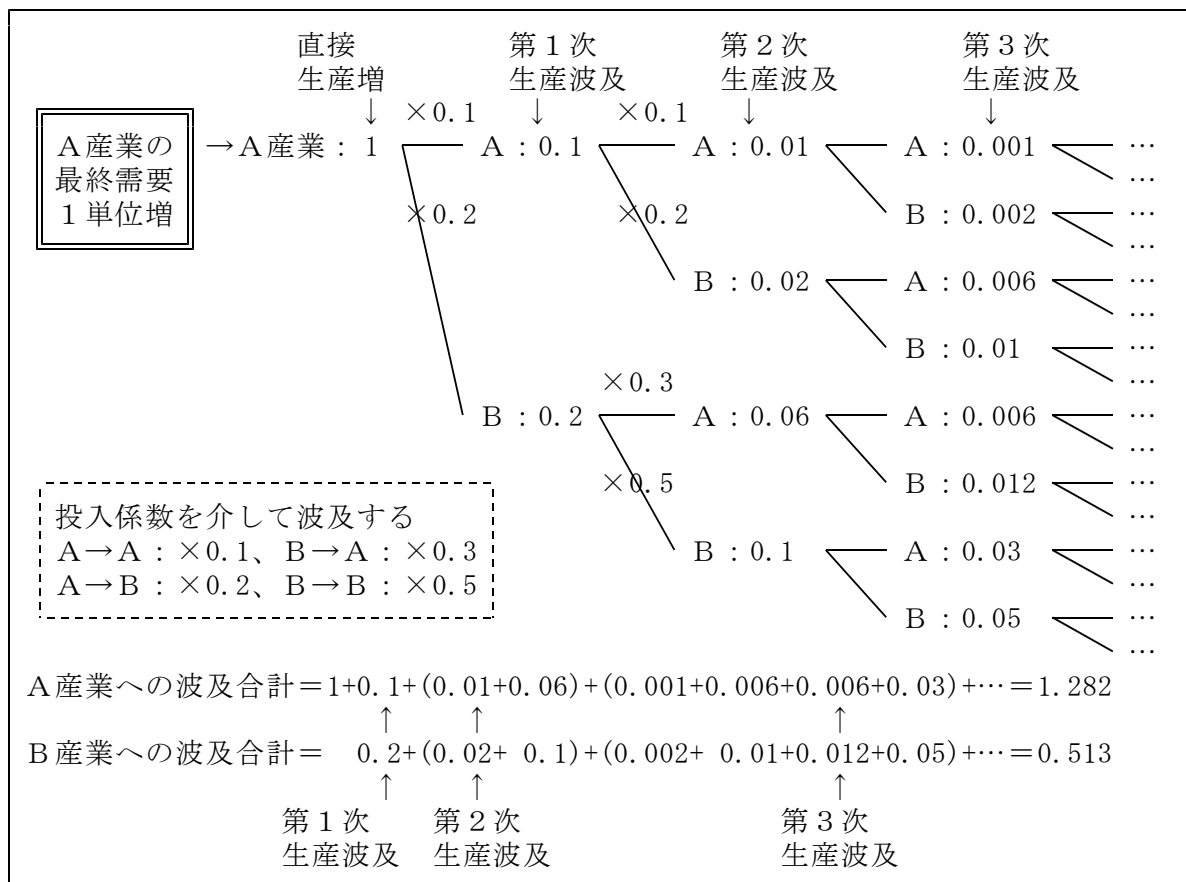 直接 第1次 第2次 第3次
生産増 生産波及 生産波及 生産波及
↓ ×0.1 ↓ ×0.1 ↓ ↓
A産業の
最終需要
1単位増
→A産業：1 A：0.1 A：0.01 A：0.001 …
…
×0.2 ×0.2 B：0.002 …
…
B：0.02 A：0.006 …
…
B：0.01 …
…
×0.3
B：0.2 A：0.06 A：0.006 …
…
×0.5 B：0.012 …
…
B：0.1 A：0.03 …
…
B：0.05 …
…
投入係数を介して波及する
A→A：×0.1、B→A：×0.3
A→B：×0.2、B→B：×0.5
A産業への波及合計＝1+0.1+(0.01+0.06)+(0.001+0.006+0.006+0.03)+…＝1.282
↑ ↑ ↑
B産業への波及合計＝ 0.2+(0.02+ 0.1)+(0.002+ 0.01+0.012+0.05)+…＝0.513
↑ ↑ ↑
第1次 第2次 第3次
生産波及 生産波及 生産波及